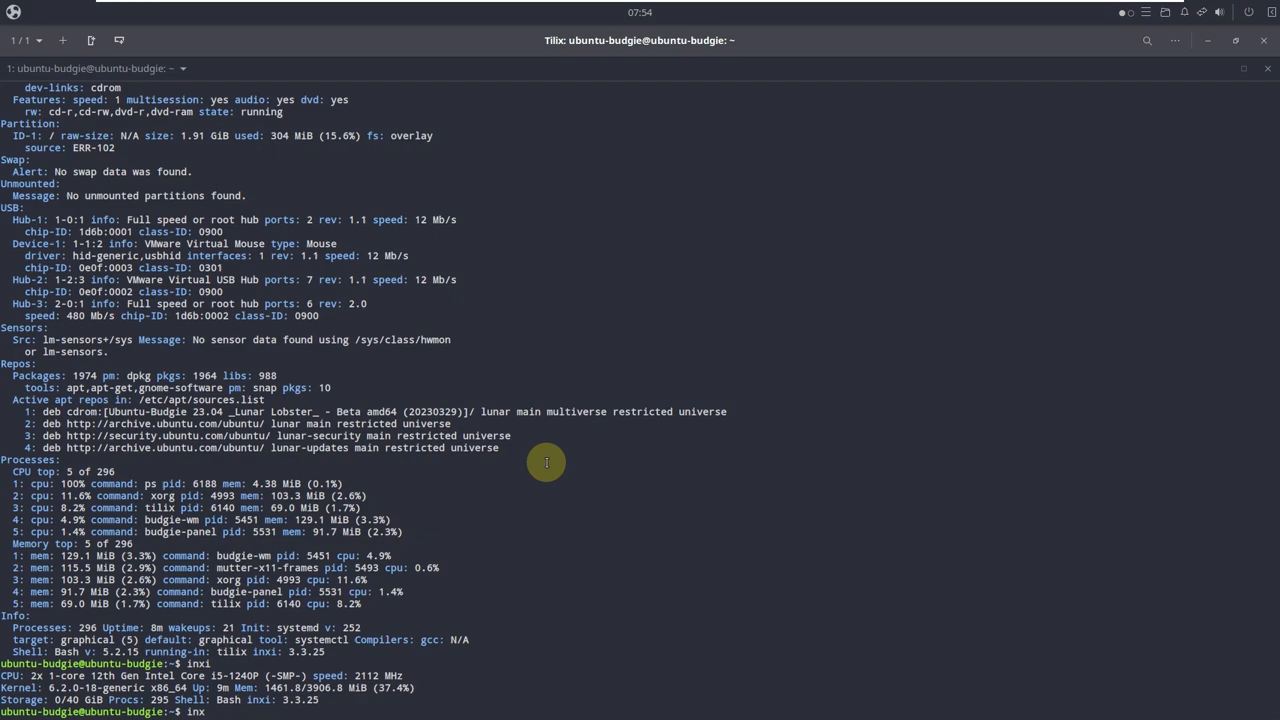 07:54
1 / 1
Tilix: ubuntu-budgie@ubuntu-budgie: ~
1: ubuntu-budgie@ubuntu-budgie: ~
dev-links: cdrom
Features: speed: 1 multisession: yes audio: yes dvd: yes
rw: cd-r,cd-rw,dvd-r,dvd-ram state: running
Partition:
ID-1: / raw-size: N/A size: 1.91 GiB used: 304 MiB (15.6%) fs: overlay
source: ERR-102
Swap:
Alert: No swap data was found.
Unmounted:
Message: No unmounted partitions found.
USB:
Hub-1: 1-0:1 info: Full speed or root hub ports: 2 rev: 1.1 speed: 12 Mb/s
chip-ID: 1d6b:0001 class-ID: 0900
Device-1: 1-1:2 info: VMware Virtual Mouse type: Mouse
driver: hid-generic,usbhid interfaces: 1 rev: 1.1 speed: 12 Mb/s
chip-ID: 0e0f:0003 class-ID: 0301
Hub-2: 1-2:3 info: VMware Virtual USB Hub ports: 7 rev: 1.1 speed: 12 Mb/s
chip-ID: 0e0f:0002 class-ID: 0900
Hub-3: 2-0:1 info: Full speed or root hub ports: 6 rev: 2.0
speed: 480 Mb/s chip-ID: 1d6b:0002 class-ID: 0900
Sensors:
Src: lm-sensors+/sys Message: No sensor data found using /sys/class/hwmon
or lm-sensors.
Repos:
Packages: 1974 pm: dpkg pkgs: 1964 libs: 988
tools: apt,apt-get,gnome-software pm: snap pkgs: 10
Active apt repos in: /etc/apt/sources.list
1: deb cdrom:[Ubuntu-Budgie 23.04 _Lunar Lobster_ - Beta amd64 (20230329)]/ lunar main multiverse restricted universe
2: deb http://archive.ubuntu.com/ubuntu/ lunar main restricted universe
3: deb http://security.ubuntu.com/ubuntu/ lunar-security main restricted universe
4: deb http://archive.ubuntu.com/ubuntu/ lunar-updates main restricted universe
Processes:
CPU top: 5 of 296
1: cpu: 100% command: ps pid: 6188 mem: 4.38 MiB (0.1%)
2: cpu: 11.6% command: xorg pid: 4993 mem: 103.3 MiB (2.6%)
3: cpu: 8.2% command: tilix pid: 6140 mem: 69.0 MiB (1.7%)
4: cpu: 4.9% command: budgie-wm pid: 5451 mem: 129.1 MiB (3.3%)
5: cpu: 1.4% command: budgie-panel pid: 5531 mem: 91.7 MiB (2.3%)
Memory top: 5 of 296
1: mem: 129.1 MiB (3.3%) command: budgie-wm pid: 5451 cpu: 4.9%
2: mem: 115.5 MiB (2.9%) command: mutter-x11-frames pid: 5493 cpu: 0.6%
3: mem: 103.3 MiB (2.6%) command: xorg pid: 4993 cpu: 11.6%
4: mem: 91.7 MiB (2.3%) command: budgie-panel pid: 5531 cpu: 1.4%
5: mem: 69.0 MiB (1.7%) command: tilix pid: 6140 cpu: 8.2%
Info:
Processes: 296 Uptime: 8m wakeups: 21 Init: systemd v: 252
target: graphical (5) default: graphical tool: systemctl Compilers: gcc: N/A
Shell: Bash v: 5.2.15 running-in: tilix inxi: 3.3.25
ubuntu-budgie@ubuntu-budgie:~$ inxi
CPU: 2x 1-core 12th Gen Intel Core i5-1240P (-SMP-) speed: 2112 MHz
Kernel: 6.2.0-18-generic x86_64 Up: 9m Mem: 1461.8/3906.8 MiB (37.4%)
Storage: 0/40 GiB Procs: 295 Shell: Bash inxi: 3.3.25
ubuntu-budgie@ubuntu-budgie:~$ inx